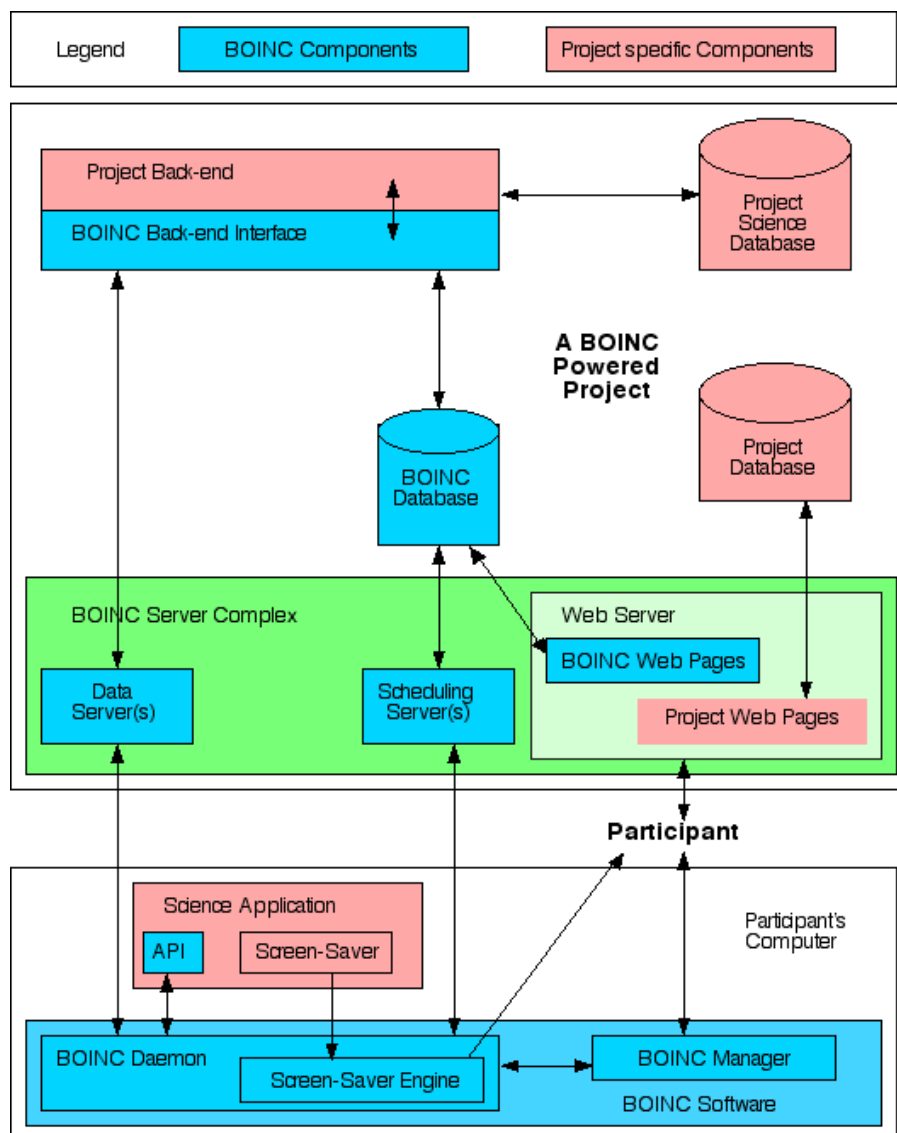 Legend
BOINC Components
Project specific Components
Project Back-end
BOINC Back-end Interface
Project
Science
Database
A BOINC
Powered
Project
BOINC
Database
Project
Database
BOINC Server Complex
Web Server
BOINC Web Pages
Data
Server(s)
Scheduling
Server(s)
Project Web Pages
Participant
Science Application
API
Screen-Saver
Participant's
Computer
BOINC Daemon
Screen-Saver Engine
BOINC Manager
BOINC Software